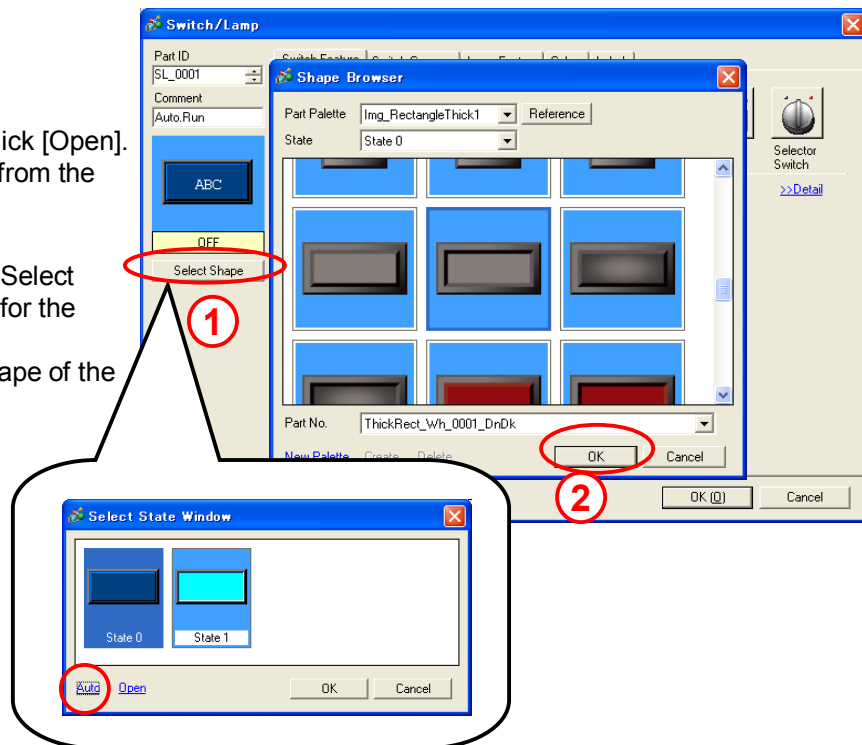 ick [Open].
from the
Select
for the
ape of the
Switch/Lamp
Part ID
SL_0001
Comment
Auto.Run
ABC
OFF
Select Shape
1
Selector
Switch
>>Detail
Shape Browser
Part Palette Img_RectangleThick1 Reference
State State 0
Part No. ThickRect_Wh_0001_DnDk
New Palette Create Delete OK Cancel
2
OK (O) Cancel
Select State Window
State 0 State 1
Auto Open OK Cancel